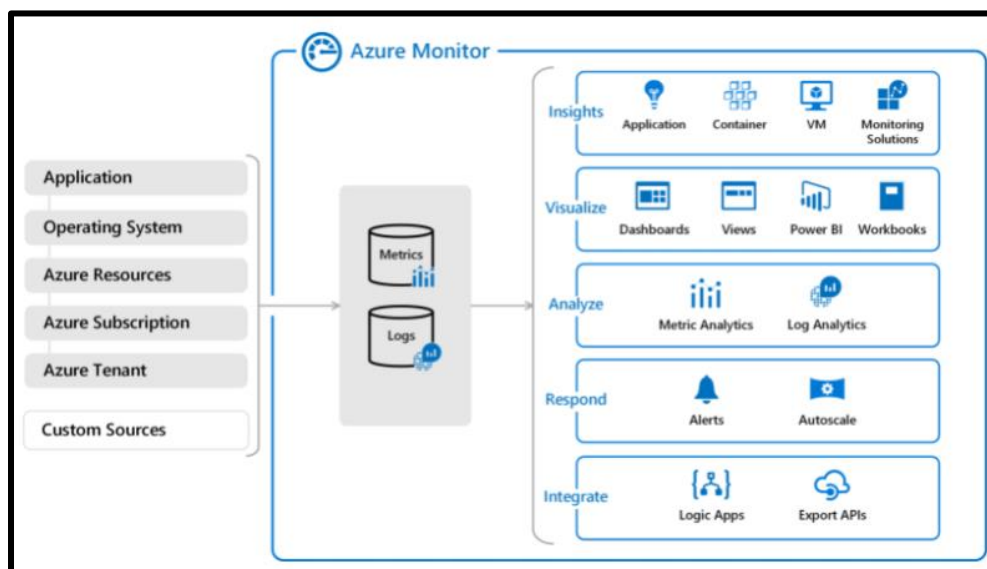 Azure Monitor
Application
Operating System
Azure Resources
Azure Subscription
Azure Tenant
Custom Sources
Metrics
Logs
Insights
Application
Container
VM
Monitoring
Solutions
Visualize
Dashboards
Views
Power BI
Workbooks
Analyze
Metric Analytics
Log Analytics
Respond
Alerts
Autoscale
Integrate
Logic Apps
Export APIs